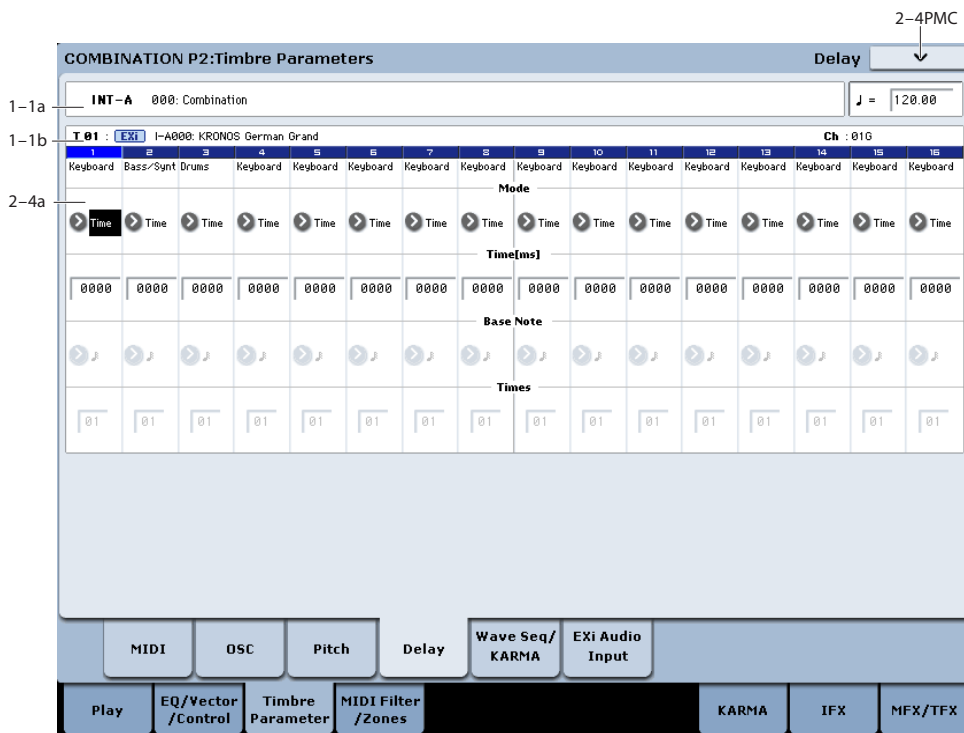 2–4PMC
COMBINATION P2:Timbre Parameters Delay
1–1a
INT–A 000: Combination ♩ = 120.00
1–1b
T 01 : EXi I–A000: KRONOS German Grand Ch :01G
1 2 3 4 5 6 7 8 9 10 11 12 13 14 15 16
Keyboard Bass/Synt Drums Keyboard Keyboard Keyboard Keyboard Keyboard Keyboard Keyboard Keyboard Keyboard Keyboard Keyboard Keyboard Keyboard
2–4a
Mode
Time Time Time Time Time Time Time Time Time Time Time Time Time Time Time Time
Time[ms]
0000 0000 0000 0000 0000 0000 0000 0000 0000 0000 0000 0000 0000 0000 0000 0000
Base Note
Times
01 01 01 01 01 01 01 01 01 01 01 01 01 01 01 01
MIDI OSC Pitch Delay Wave Seq/ KARMA EXi Audio Input
Play EQ/Vector /Control Timbre Parameter MIDI Filter /Zones KARMA IFX MFX/TFX